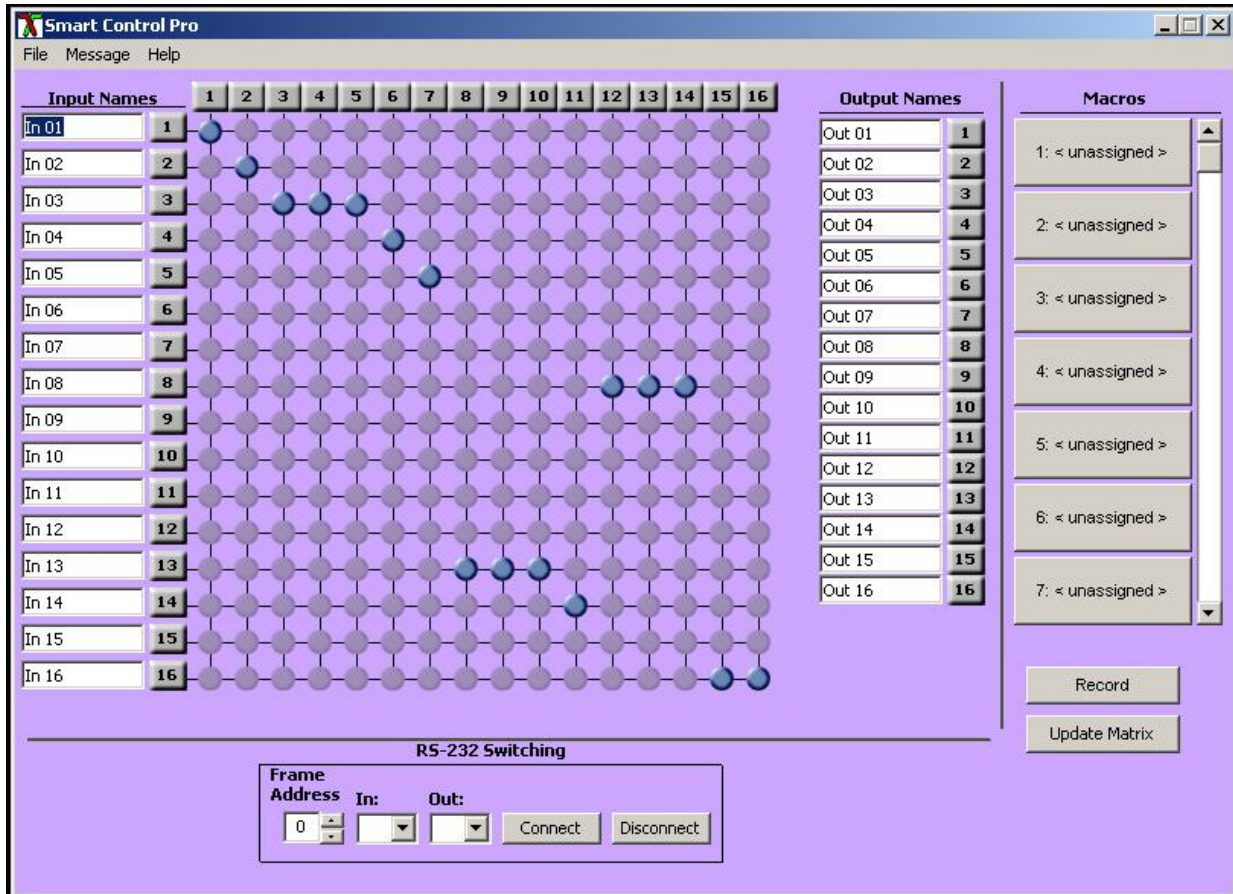 Smart Control Pro
File Message Help
Input Names
1 2 3 4 5 6 7 8 9 10 11 12 13 14 15 16
In 01 1
In 02 2
In 03 3
In 04 4
In 05 5
In 06 6
In 07 7
In 08 8
In 09 9
In 10 10
In 11 11
In 12 12
In 13 13
In 14 14
In 15 15
In 16 16
Output Names
Out 01 1
Out 02 2
Out 03 3
Out 04 4
Out 05 5
Out 06 6
Out 07 7
Out 08 8
Out 09 9
Out 10 10
Out 11 11
Out 12 12
Out 13 13
Out 14 14
Out 15 15
Out 16 16
Macros
1: < unassigned >
2: < unassigned >
3: < unassigned >
4: < unassigned >
5: < unassigned >
6: < unassigned >
7: < unassigned >
Record
Update Matrix
RS-232 Switching
Frame
Address In: Out:
0 Connect Disconnect